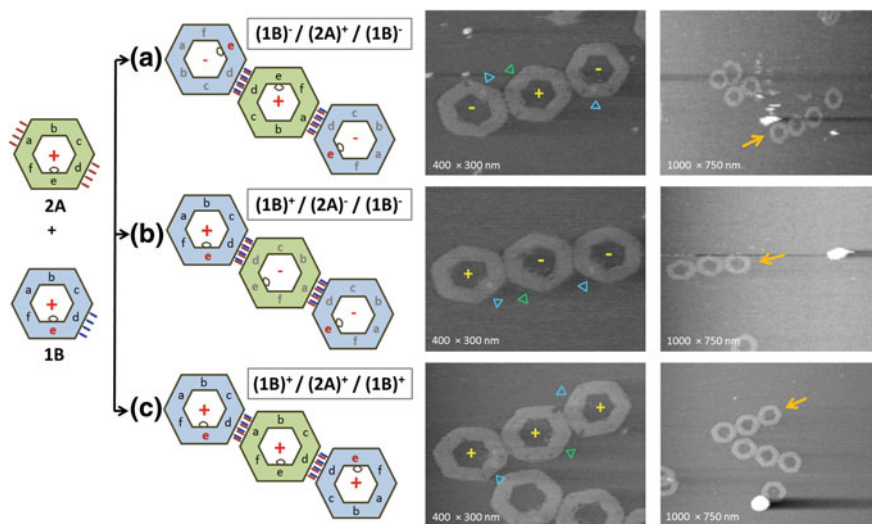 b
a c
+
f d
e
2A
+
b
a c
+
f d
e
1B
(a)
(1B)⁻ / (2A)⁺ / (1B)⁻
f
a e
-
b d
c
e
d f
+
c a
b
c
d b
-
e a
f
- + -
400 × 300 nm
1000 × 750 nm
(b)
(1B)⁺ / (2A)⁻ / (1B)⁻
b
a c
+
f d
e
c
d b
-
e a
f
c
d b
-
e a
f
+ - -
400 × 300 nm
1000 × 750 nm
(c)
(1B)⁺ / (2A)⁺ / (1B)⁺
b
a c
+
f d
e
b
a c
+
f d
e
e
d f
+
c a
b
+ + +
400 × 300 nm
1000 × 750 nm